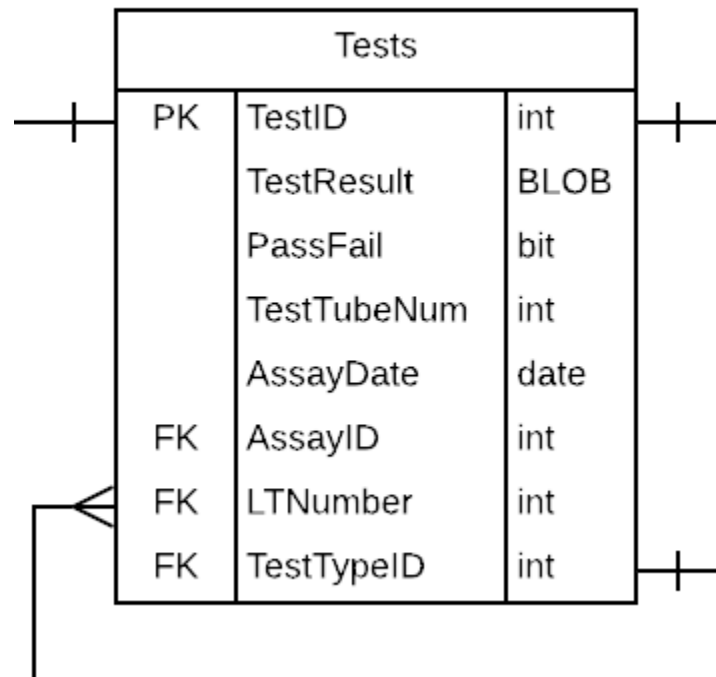 Tests
PK TestID int
TestResult BLOB
PassFail bit
TestTubeNum int
AssayDate date
FK AssayID int
FK LTNumber int
FK TestTypeID int